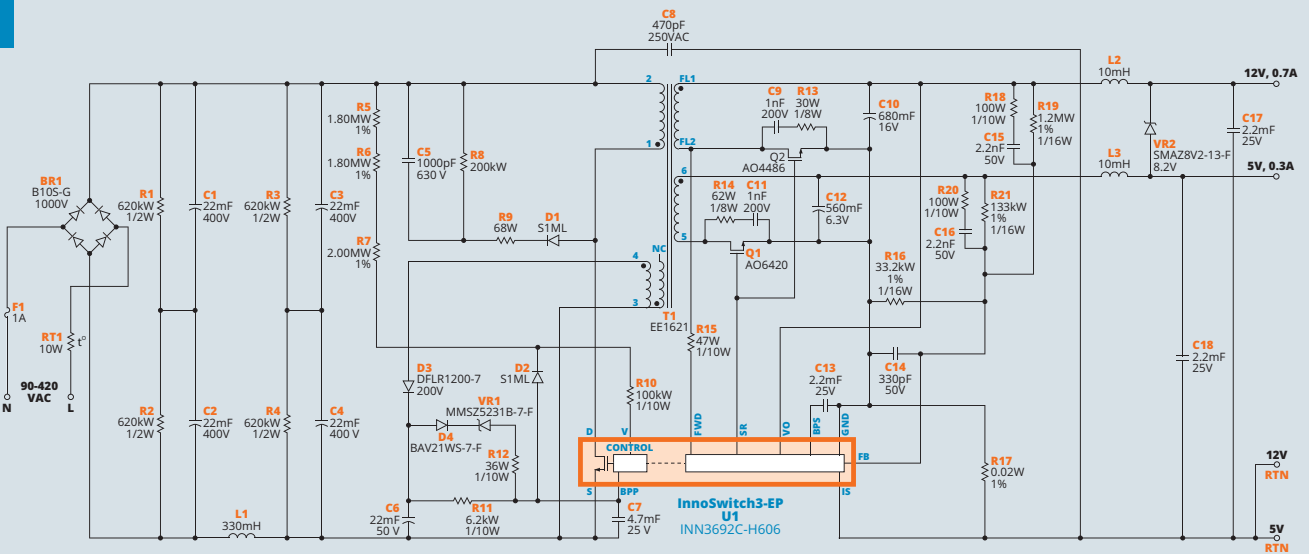 C8
470pF
250VAC
L2
10mH
12V, 0.7A
2
FL1
C9
1nF
200V
R13
30W
1/8W
C10
680mF
16V
R18
100W
1/10W
R19
1.2MW
1%
1/16W
C15
2.2nF
50V
C17
2.2mF
25V
R5
1.80MW
1%
R6
1.80MW
1%
C5
1000pF
630 V
R8
200kW
1
FL2
Q2
AO4486
VR2
SMAZ8V2-13-F
8.2V
L3
10mH
5V, 0.3A
BR1
B10S-G
1000V
R1
620kW
1/2W
C1
22mF
400V
R3
620kW
1/2W
C3
22mF
400V
6
R14
62W
1/8W
C11
1nF
200V
C12
560mF
6.3V
R20
100W
1/10W
R21
133kW
1%
1/16W
C16
2.2nF
50V
R7
2.00MW
1%
R9
68W
D1
S1ML
5
Q1
AO6420
NC
4
3
R16
33.2kW
1%
1/16W
T1
EE1621
F1
1A
RT1
10W
t°
R15
47W
1/10W
C18
2.2mF
25V
D3
DFLR1200-7
200V
D2
S1ML
R10
100kW
1/10W
C13
2.2mF
25V
C14
330pF
50V
90-420
VAC
N
L
R2
620kW
1/2W
C2
22mF
400V
R4
620kW
1/2W
C4
22mF
400 V
VR1
MMSZ5231B-7-F
D4
BAV21WS-7-F
R12
36W
1/10W
D
V
FWD
SR
VO
BPS
GND
CONTROL
FB
R17
0.02W
1%
12V
RTN
S
BPP
IS
L1
330mH
C6
22mF
50 V
R11
6.2kW
1/10W
C7
4.7mF
25 V
InnoSwitch3-EP
U1
INN3692C-H606
5V
RTN